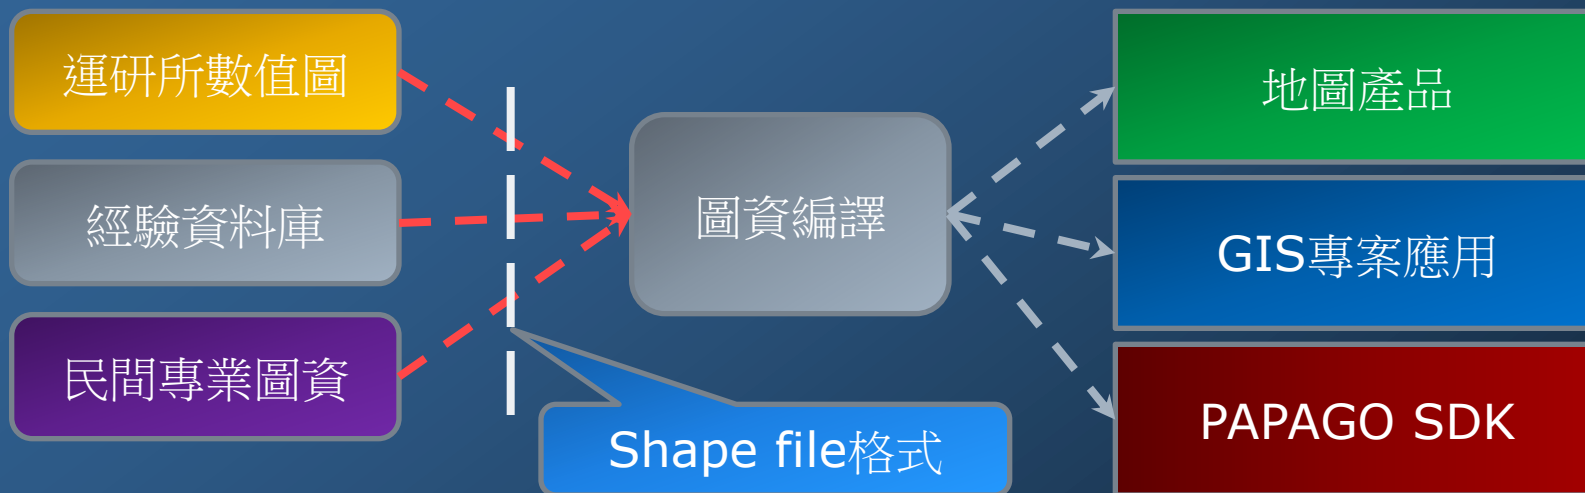 運研所數值圖
經驗資料庫
民間專業圖資
圖資編譯
Shape file格式
地圖產品
GIS專案應用
PAPAGO SDK